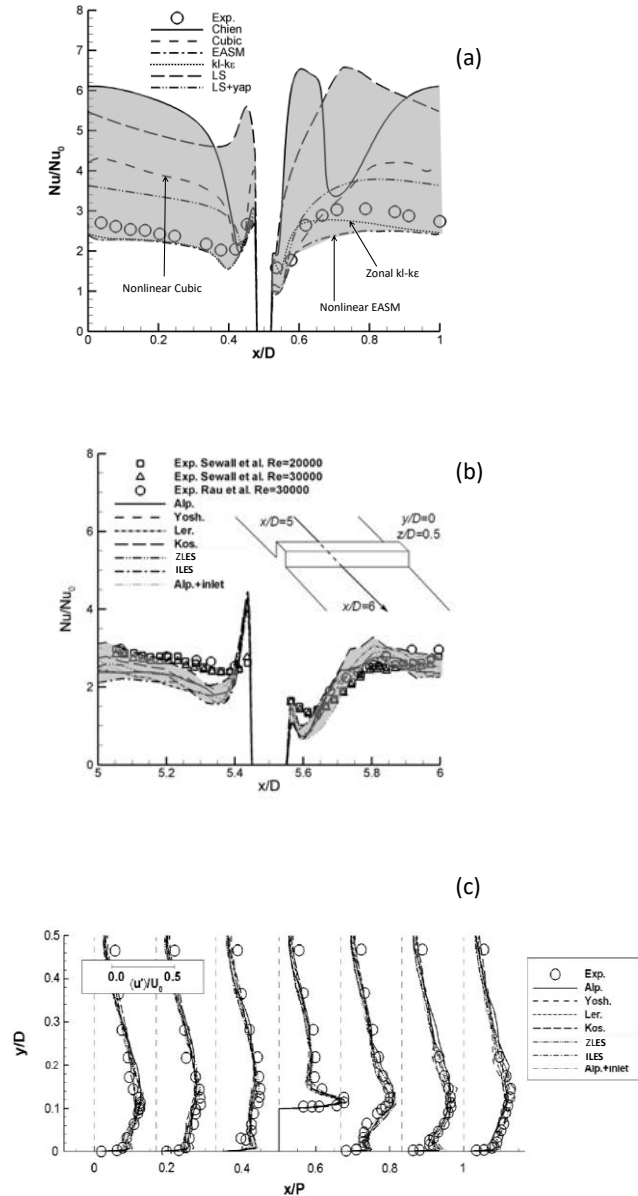 (a)
Exp.
Chien
Cubic
EASM
kl-kε
LS
LS+yap
Nu/Nu0
8
7
6
5
4
3
2
1
0
Nonlinear Cubic
Zonal kl-kε
Nonlinear EASM
0 0.2 0.4 0.6 0.8 1
x/D
(b)
Exp. Sewall et al. Re=20000
Exp. Sewall et al. Re=30000
Exp. Rau et al. Re=30000
Alp.
Yosh.
Ler.
Kos.
ZLES
ILES
Alp.+inlet
x/D=5
y/D=0
z/D=0.5
x/D=6
Nu/Nu0
8
6
4
2
0
5 5.2 5.4 5.6 5.8 6
x/D
(c)
0.5
0.4
0.3
0.2
0.1
0
y/D
0.0 0.5
⟨u'⟩/U0
Exp.
Alp.
Yosh.
Ler.
Kos.
ZLES
ILES
Alp.+inlet
0 0.2 0.4 0.6 0.8 1
x/P